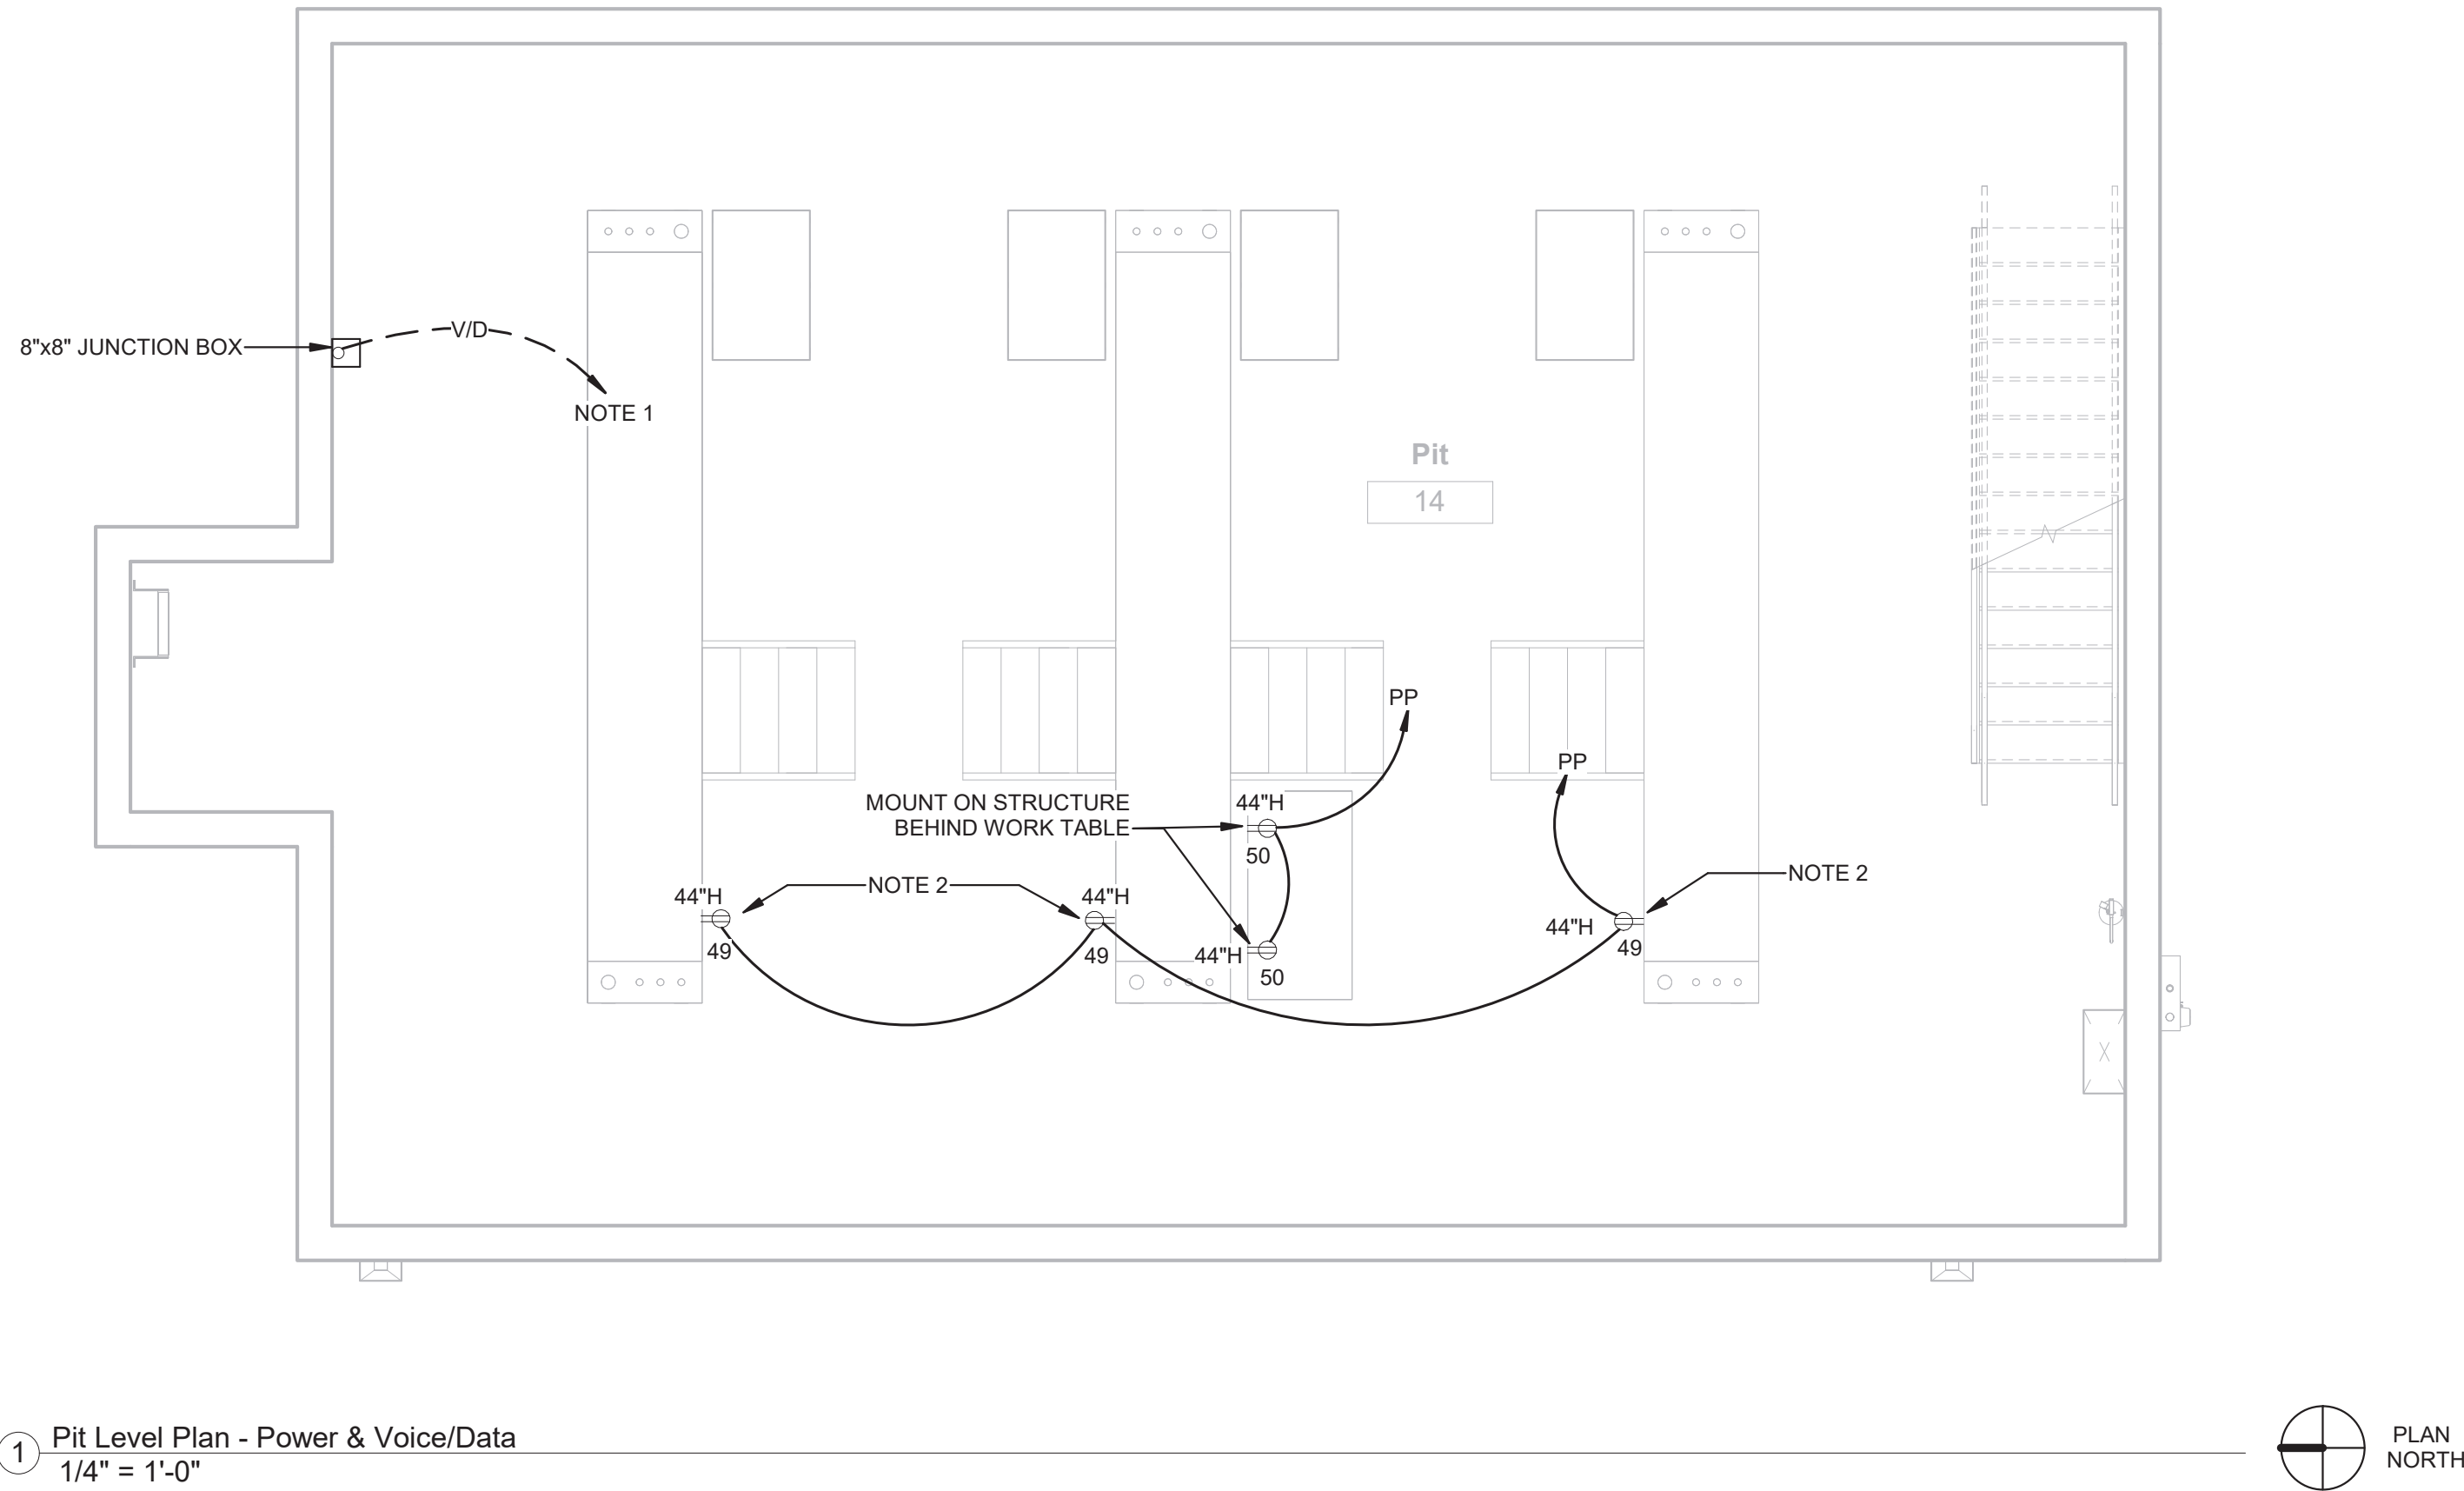 V/D
8"x8" JUNCTION BOX
NOTE 1
Pit
14
PP
PP
MOUNT ON STRUCTURE
BEHIND WORK TABLE
44"H
50
NOTE 2
NOTE 2
44"H
44"H
44"H
49
49
44"H
49
50
1
Pit Level Plan - Power & Voice/Data
1/4" = 1'-0"
PLAN
NORTH